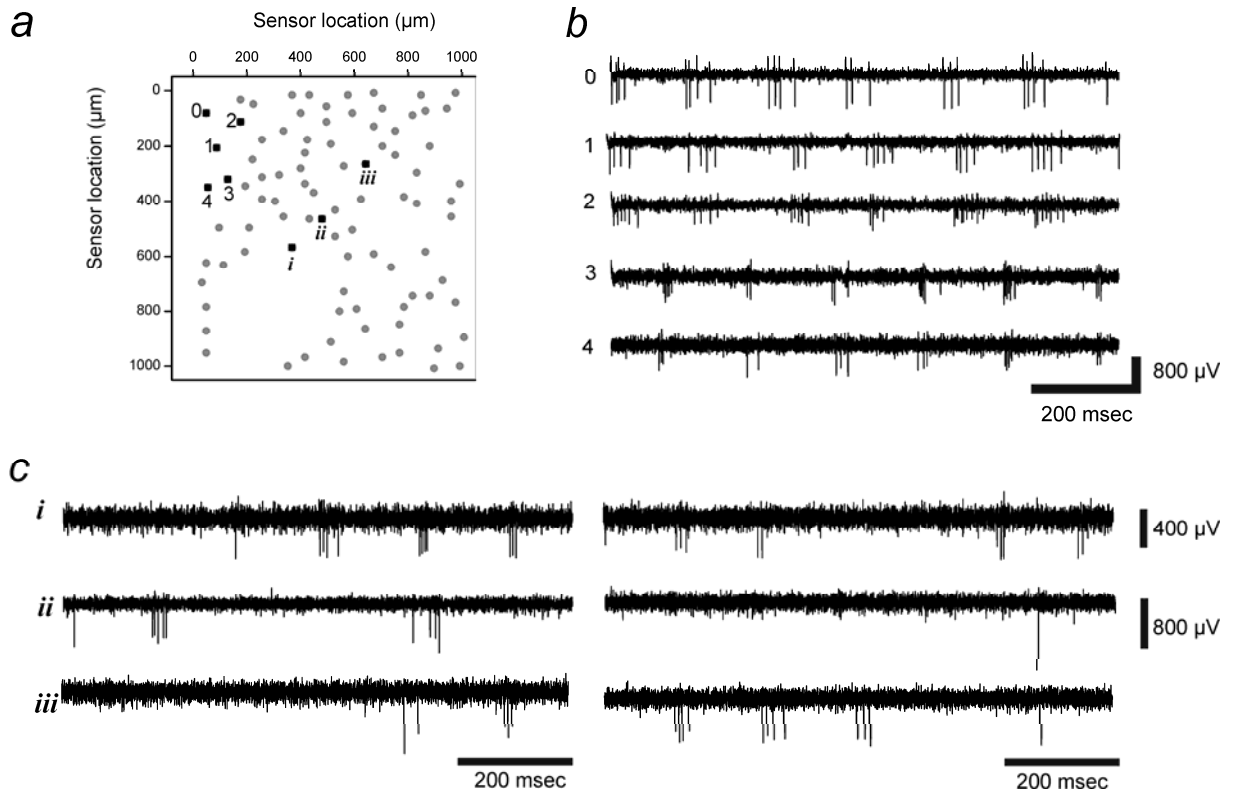 a
Sensor location (µm)
0 200 400 600 800 1000
Sensor location (µm)
0
200
400
600
800
1000
0
2
1
4
3
iii
ii
i
b
0
1
2
3
4
800 µV
200 msec
c
i
400 µV
ii
800 µV
iii
200 msec
200 msec